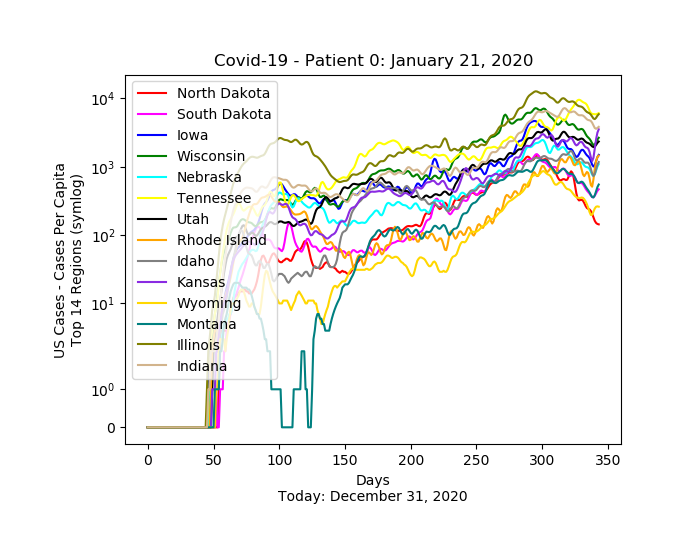 Covid-19 - Patient 0: January 21, 2020
US Cases - Cases Per Capita
Top 14 Regions (symlog)
10^4
10^3
10^2
10^1
10^0
0
North Dakota
South Dakota
Iowa
Wisconsin
Nebraska
Tennessee
Utah
Rhode Island
Idaho
Kansas
Wyoming
Montana
Illinois
Indiana
0 50 100 150 200 250 300 350
Days
Today: December 31, 2020